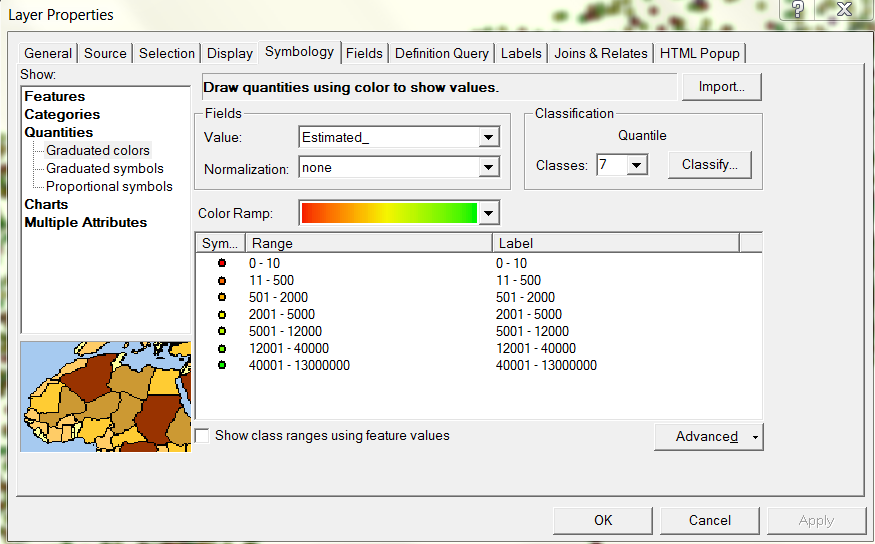 Layer Properties
General Source Selection Display Symbology Fields Definition Query Labels Joins & Relates HTML Popup
Show:
Features
Categories
Quantities
Graduated colors
Graduated symbols
Proportional symbols
Charts
Multiple Attributes
Draw quantities using color to show values.
Import...
Fields
Value: Estimated_
Normalization: none
Classification
Quantile
Classes: 7 Classify...
Color Ramp:
Sym... Range Label
0 - 10 0 - 10
11 - 500 11 - 500
501 - 2000 501 - 2000
2001 - 5000 2001 - 5000
5001 - 12000 5001 - 12000
12001 - 40000 12001 - 40000
40001 - 13000000 40001 - 13000000
Show class ranges using feature values
Advanced
OK Cancel Apply